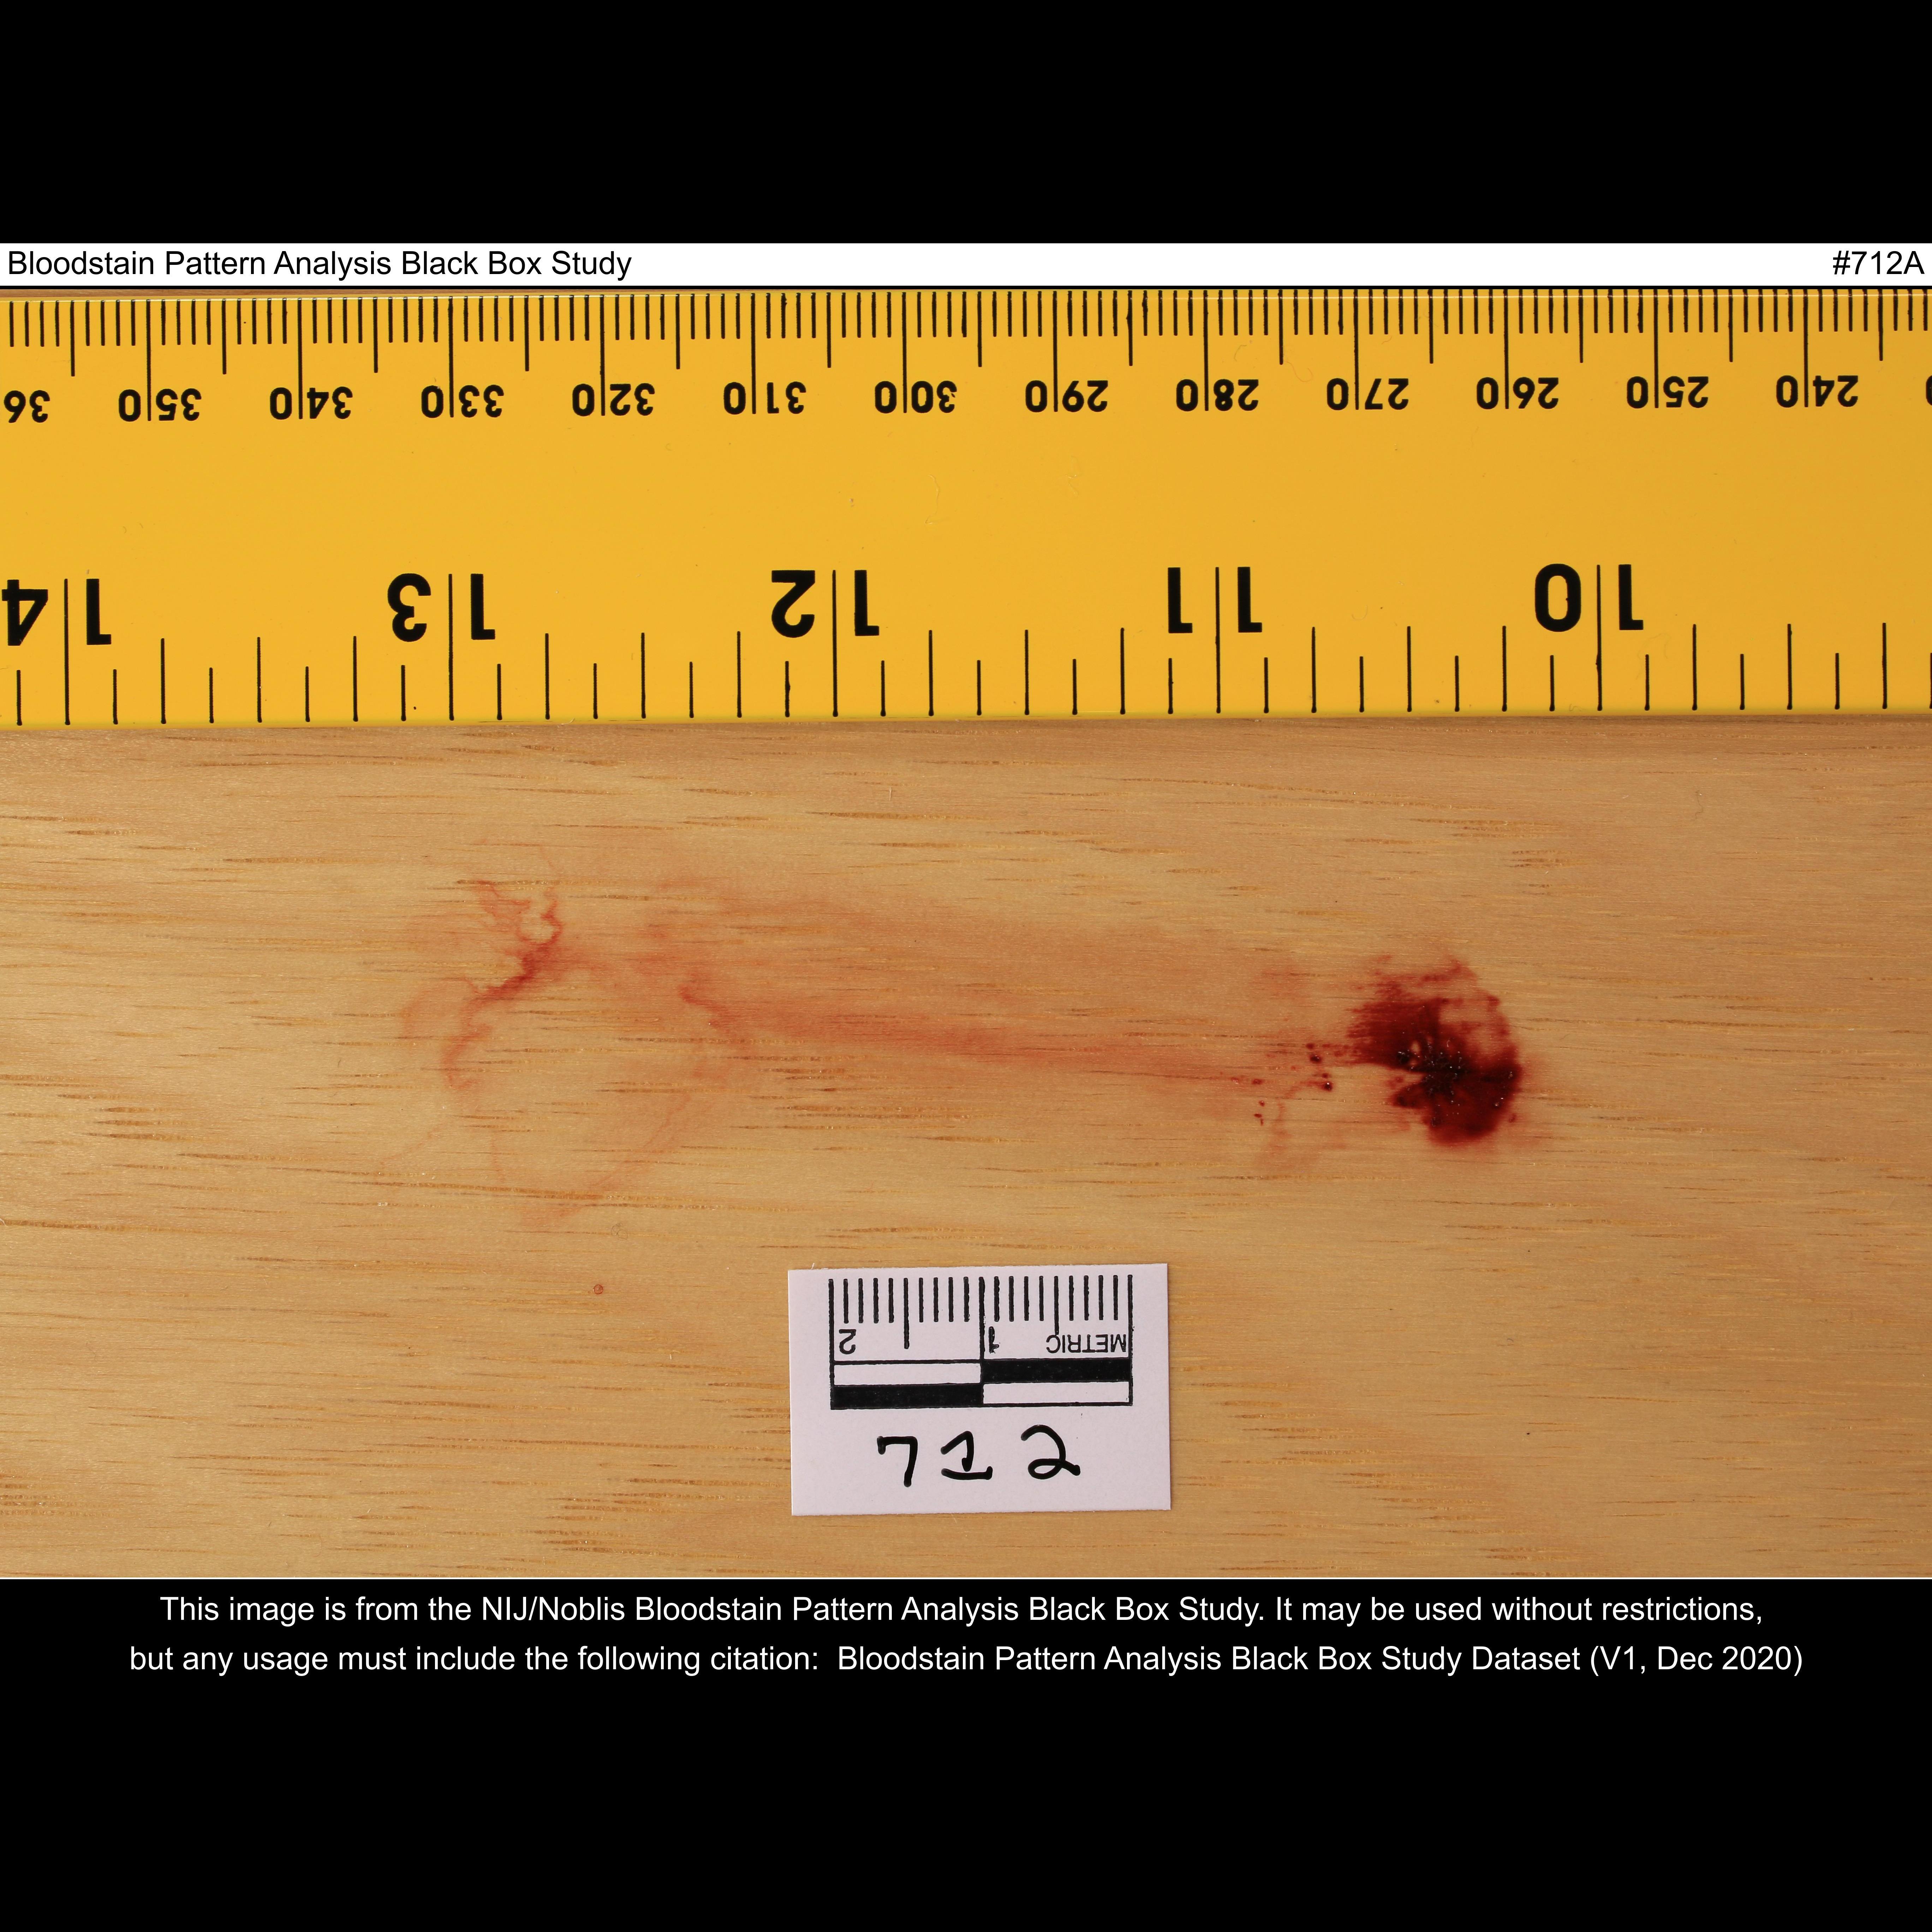 Bloodstain Pattern Analysis Black Box Study #712A
36 350 340 330 320 310 300 290 280 270 260 250 240
14 13 12 11 10
2 1 METRIC
712
This image is from the NIJ/Noblis Bloodstain Pattern Analysis Black Box Study. It may be used without restrictions,
but any usage must include the following citation: Bloodstain Pattern Analysis Black Box Study Dataset (V1, Dec 2020)